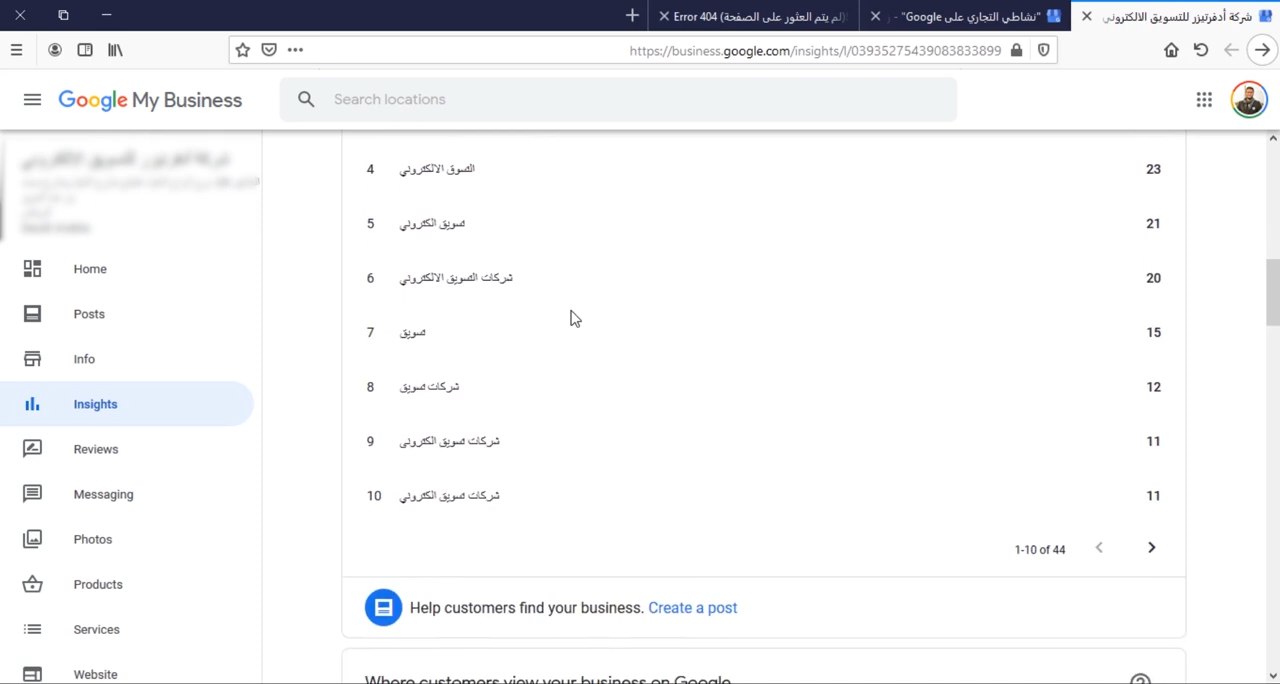 شركة أدفرتيزر للتسويق الالكتروني
"نشاطي التجاري على Google" - ز
Error 404 (لم يتم العثور على الصفحة)!
https://business.google.com/insights/l/03935275439083833899
Google My Business
Search locations
4 التسوق الالكتروني 23
5 تسويق الكتروني 21
6 شركات التسويق الالكتروني 20
7 تسويق 15
8 شركات تسويق 12
9 شركات تسويق الكترونى 11
10 شركات تسويق الكتروني 11
1-10 of 44
Help customers find your business. Create a post
Where customers view your business on Google
Home
Posts
Info
Insights
Reviews
Messaging
Photos
Products
Services
Website